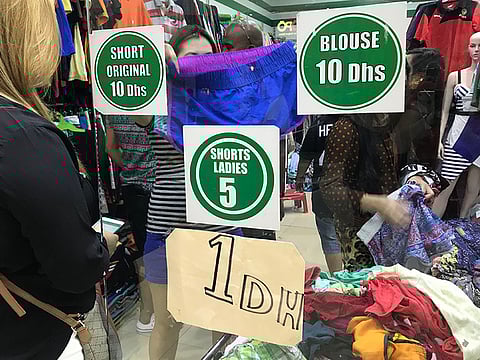 SHORT
ORIGINAL
10 Dhs
BLOUSE
10 Dhs
SHORTS
LADIES
5
1DH